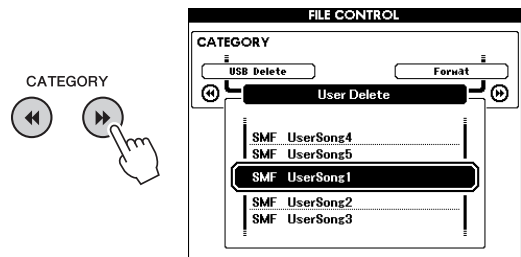 FILE CONTROL
CATEGORY
USB Delete
Format
User Delete
CATEGORY
SMF UserSong4
SMF UserSong5
SMF UserSong1
SMF UserSong2
SMF UserSong3